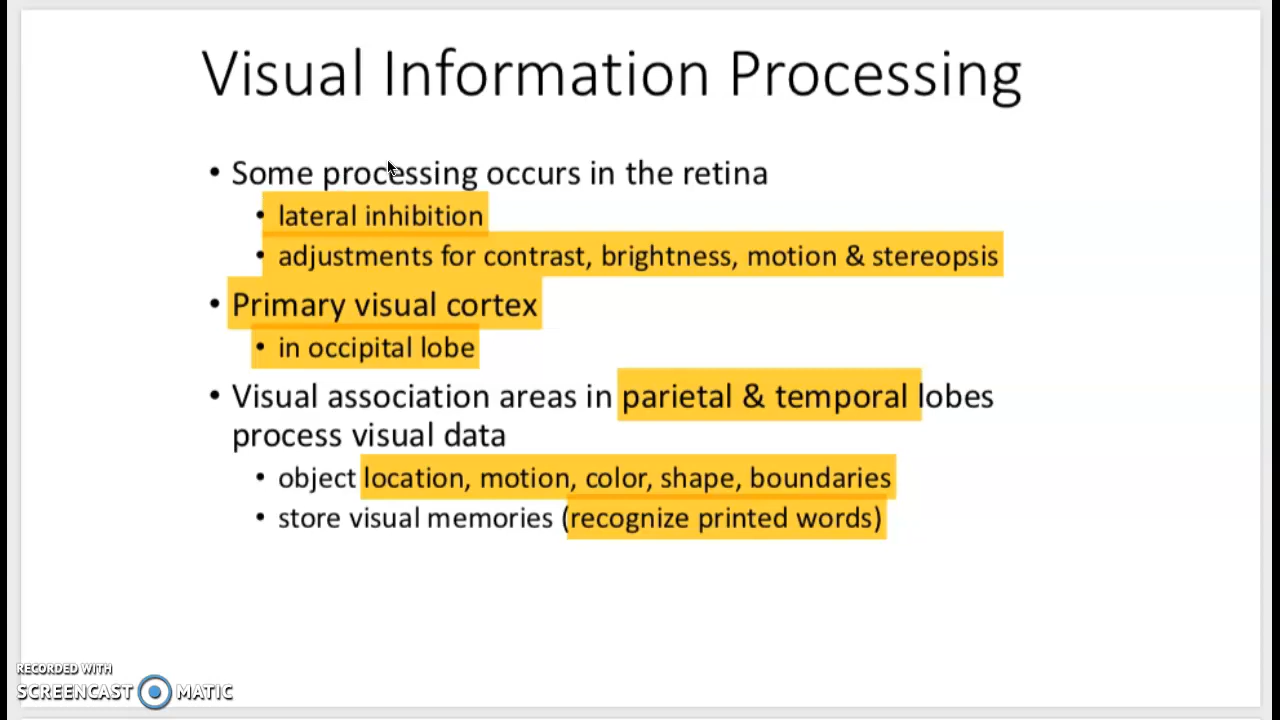 Visual Information Processing
• Some processing occurs in the retina
• lateral inhibition
• adjustments for contrast, brightness, motion & stereopsis
• Primary visual cortex
• in occipital lobe
• Visual association areas in parietal & temporal lobes
process visual data
• object location, motion, color, shape, boundaries
• store visual memories (recognize printed words)
RECORDED WITH
SCREENCAST MATIC